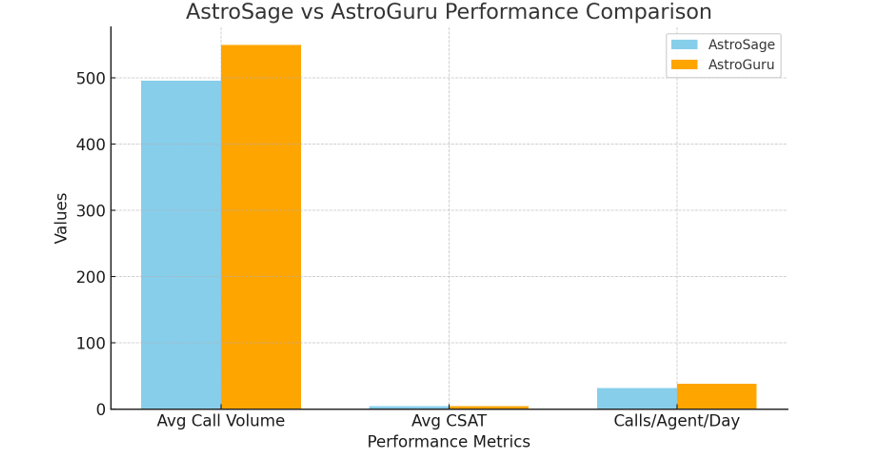 AstroSage vs AstroGuru Performance Comparison
AstroSage
AstroGuru
Values
500
400
300
200
100
0
Avg Call Volume
Avg CSAT
Calls/Agent/Day
Performance Metrics